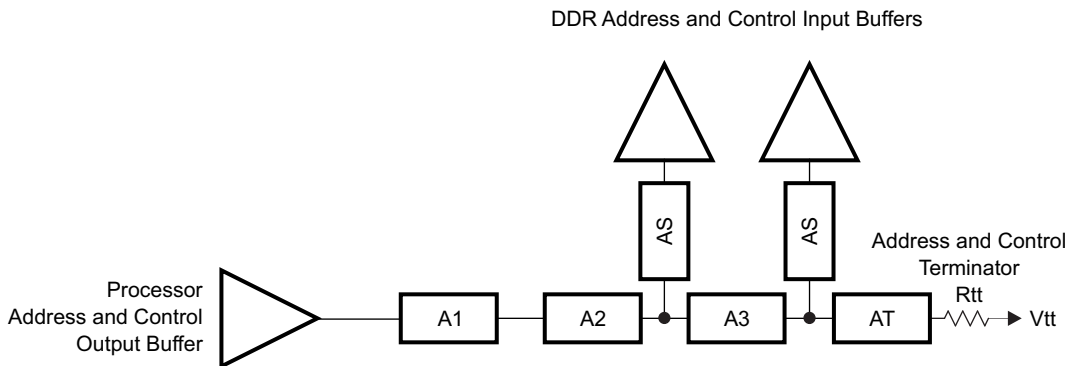 DDR Address and Control Input Buffers
AS
AS
Address and Control
Terminator
Rtt
Processor
Address and Control
Output Buffer
A1
A2
A3
AT
Vtt